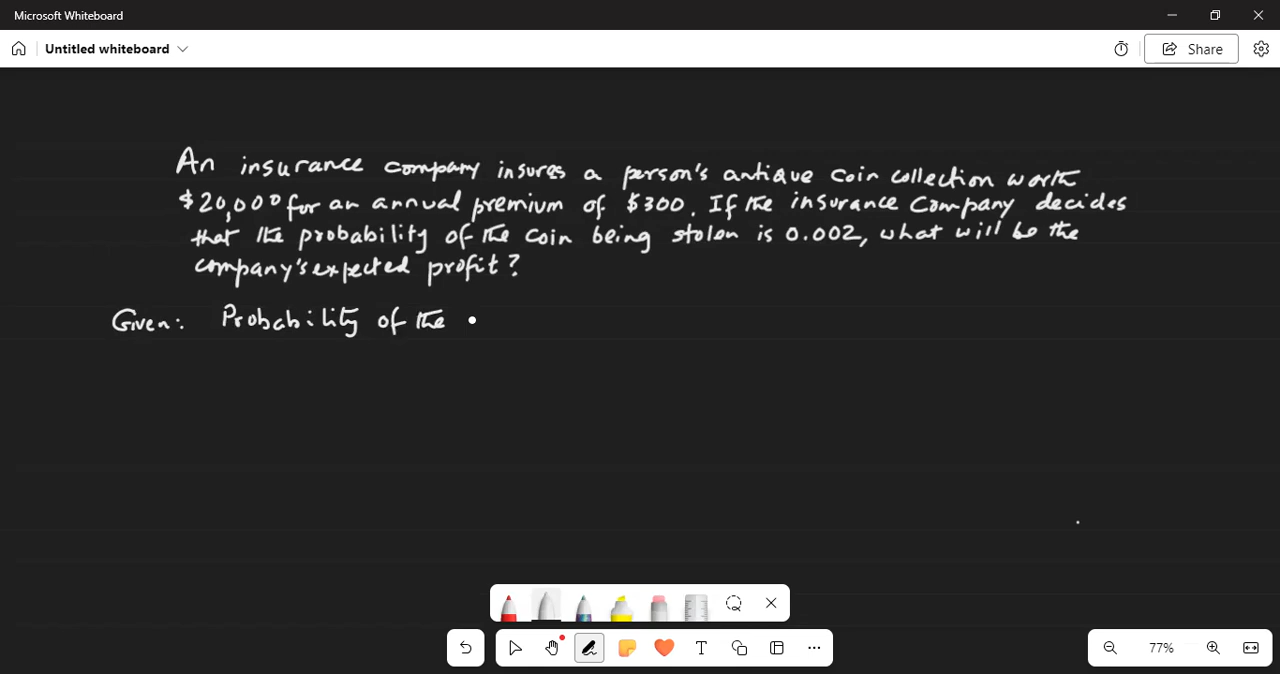 Microsoft Whiteboard
Untitled whiteboard
Share
An insurance company insures a person's antique coin collection worth
$20,000 for an annual premium of $300. If the insurance company decides
that the probability of the coin being stolen is 0.002, what will be the
company's expected profit?
Given: Probability of the
77%